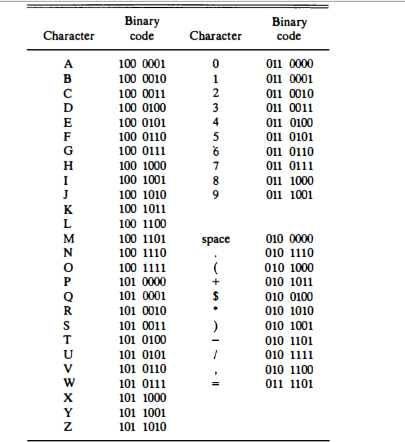 Binary Binary
Character code Character code
A 100 0001 0 011 0000
B 100 0010 1 011 0001
C 100 0011 2 011 0010
D 100 0100 3 011 0011
E 100 0101 4 011 0100
F 100 0110 5 011 0101
G 100 0111 6 011 0110
H 100 1000 7 011 0111
I 100 1001 8 011 1000
J 100 1010 9 011 1001
K 100 1011
L 100 1100
M 100 1101 space 010 0000
N 100 1110 . 010 1110
O 100 1111 ( 010 1000
P 101 0000 + 010 1011
Q 101 0001 $ 010 0100
R 101 0010 * 010 1010
S 101 0011 ) 010 1001
T 101 0100 – 010 1101
U 101 0101 / 010 1111
V 101 0110 , 010 1100
W 101 0111 = 011 1101
X 101 1000
Y 101 1001
Z 101 1010